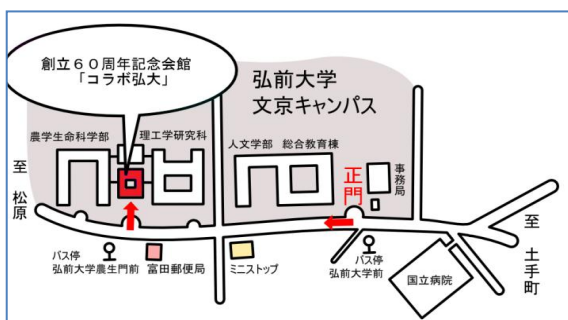 創立６０周年記念会館
「コラボ弘大」
弘前大学
文京キャンパス
農学生命科学部
理工学研究科
人文学部 総合教育棟
事務局
正門
至 松原
至 土手町
バス停
弘前大学農生門前
富田郵便局
ミニストップ
バス停
弘前大学前
国立病院